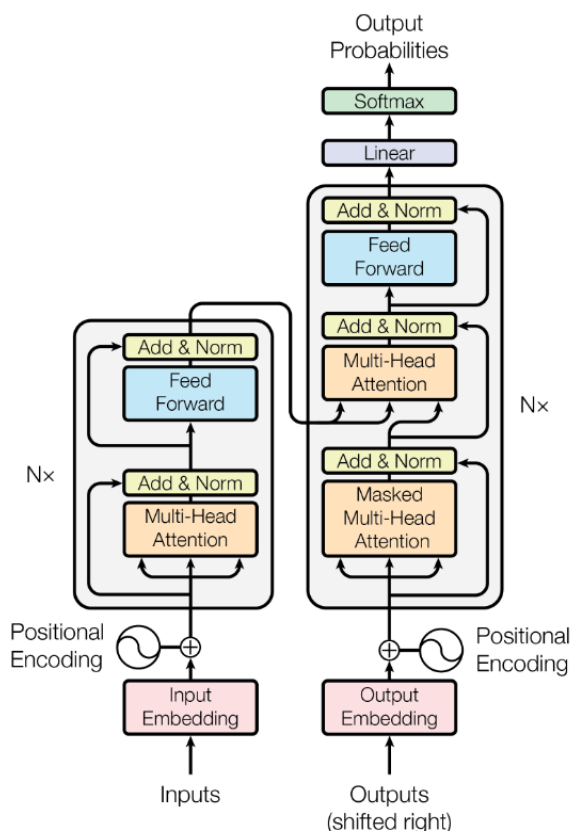 Output
Probabilities
Softmax
Linear
Add & Norm
Feed
Forward
Add & Norm
Multi-Head
Attention
Add & Norm
Masked
Multi-Head
Attention
N×
Add & Norm
Feed
Forward
Add & Norm
Multi-Head
Attention
N×
Positional
Encoding
Positional
Encoding
Input
Embedding
Output
Embedding
Inputs
Outputs
(shifted right)